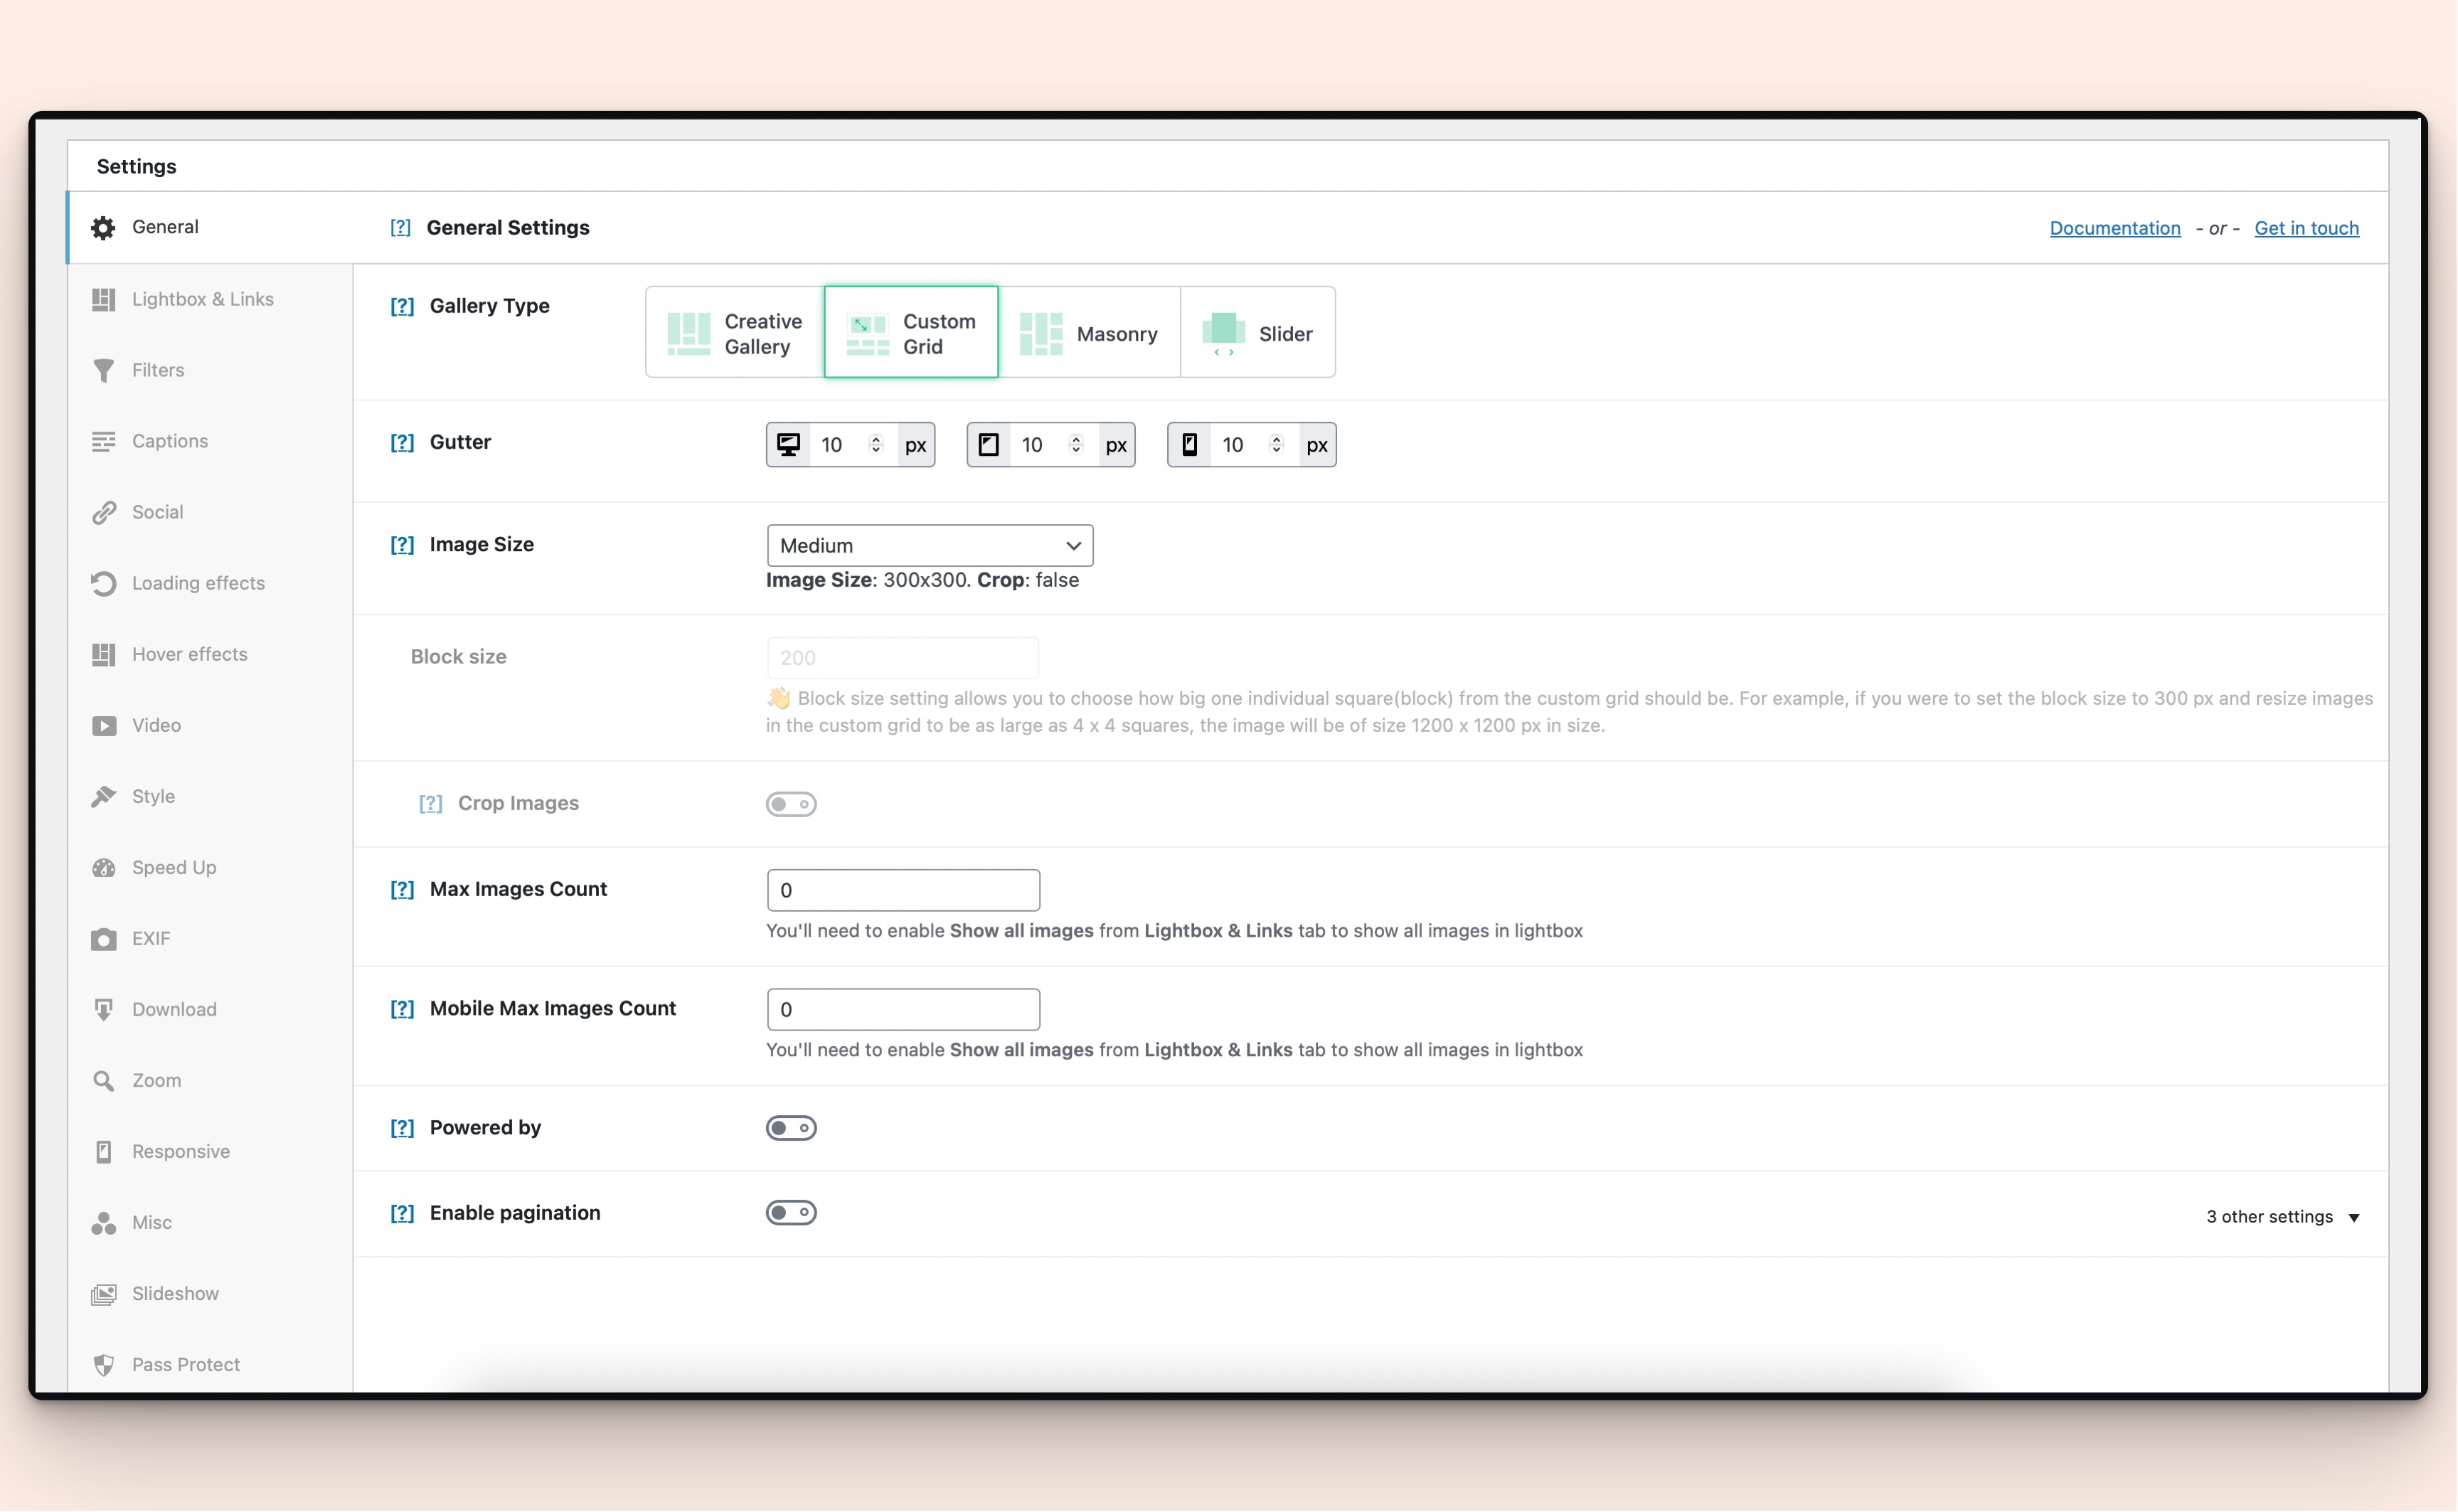 Settings
General
[?] General Settings
Documentation - or - Get in touch
Lightbox & Links
Filters
Captions
Social
Loading effects
Hover effects
Video
Style
Speed Up
EXIF
Download
Zoom
Responsive
Misc
Slideshow
Pass Protect
[?] Gallery Type
Creative
Gallery
Custom
Grid
Masonry
Slider
[?] Gutter
10 px
10 px
10 px
[?] Image Size
Medium
Image Size: 300x300. Crop: false
Block size
200
👋 Block size setting allows you to choose how big one individual square(block) from the custom grid should be. For example, if you were to set the block size to 300 px and resize images
in the custom grid to be as large as 4 x 4 squares, the image will be of size 1200 x 1200 px in size.
[?] Crop Images
[?] Max Images Count
0
You'll need to enable Show all images from Lightbox & Links tab to show all images in lightbox
[?] Mobile Max Images Count
0
You'll need to enable Show all images from Lightbox & Links tab to show all images in lightbox
[?] Powered by
[?] Enable pagination
3 other settings ▼